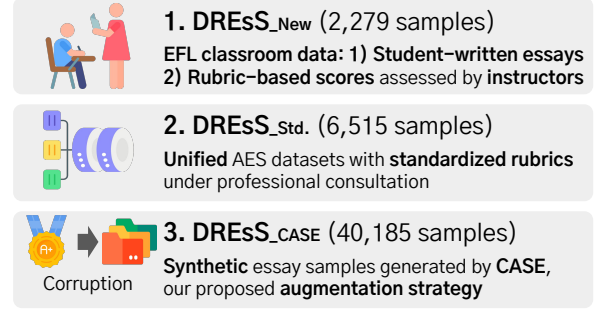 1. DREsS_New (2,279 samples)
EFL classroom data: 1) Student-written essays
2) Rubric-based scores assessed by instructors
2. DREsS_Std. (6,515 samples)
Unified AES datasets with standardized rubrics
under professional consultation
A+
Corruption
3. DREsS_CASE (40,185 samples)
Synthetic essay samples generated by CASE,
our proposed augmentation strategy